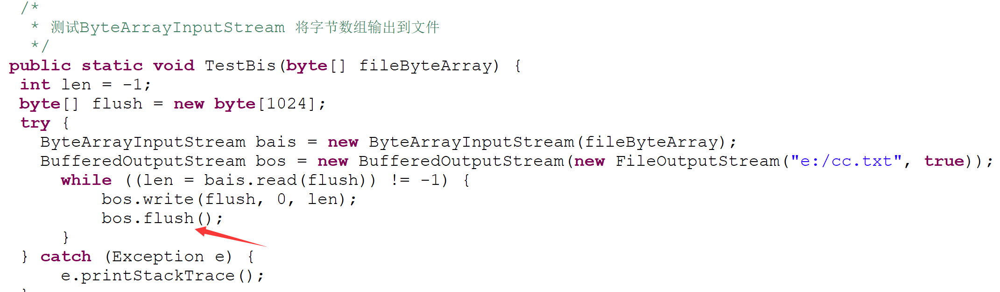 /*
* 测试ByteArrayInputStream 将字节数组输出到文件
*/
public static void TestBis(byte[] fileByteArray) {
int len = -1;
byte[] flush = new byte[1024];
try {
ByteArrayInputStream bais = new ByteArrayInputStream(fileByteArray);
BufferedOutputStream bos = new BufferedOutputStream(new FileOutputStream("e:/cc.txt", true));
while ((len = bais.read(flush)) != -1) {
bos.write(flush, 0, len);
bos.flush();
}
} catch (Exception e) {
e.printStackTrace();
}